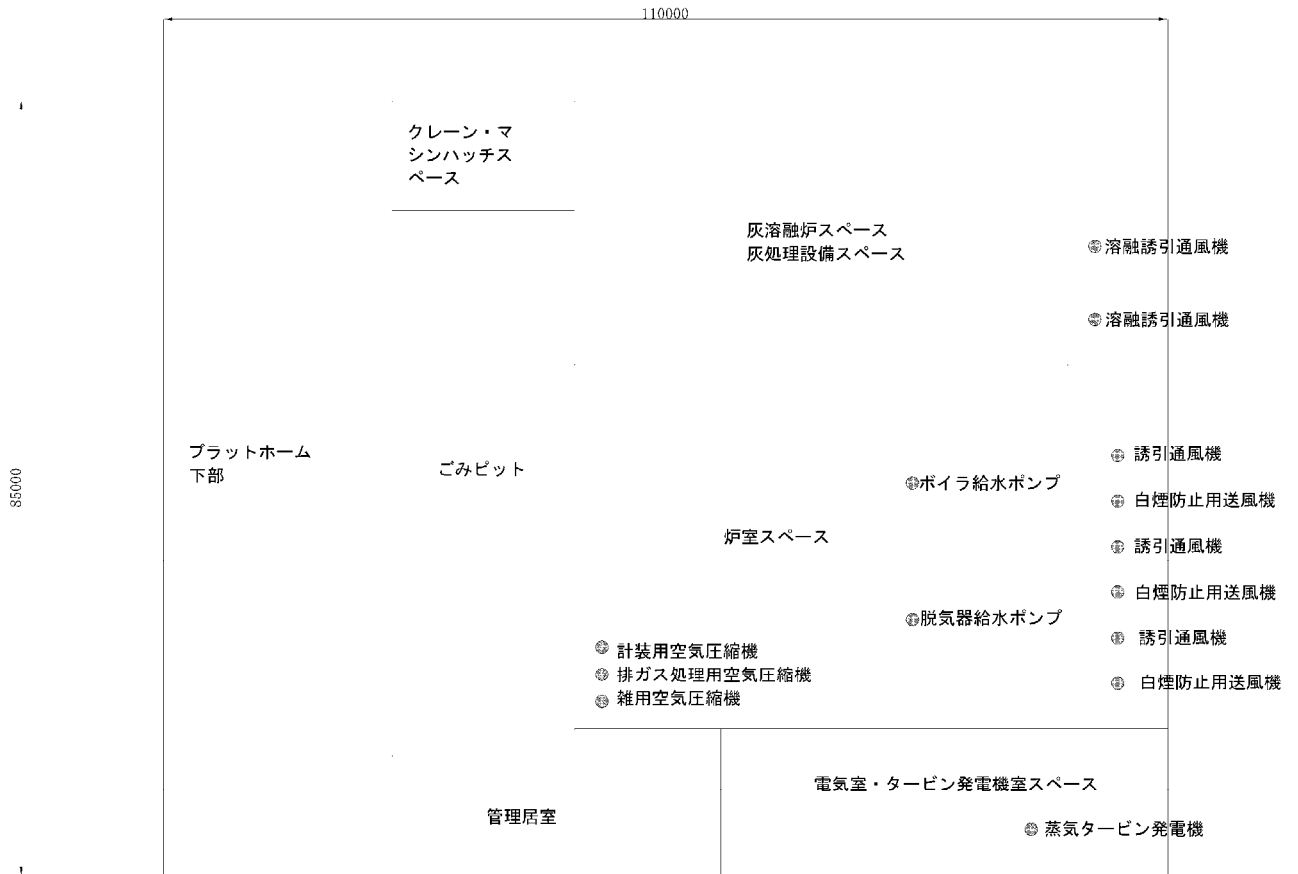 110000
クレーン・マ
シンハッチス
ペース
灰溶融炉スペース
灰処理設備スペース
溶融誘引通風機
溶融誘引通風機
プラットホーム
下部
ごみピット
85000
ボイラ給水ポンプ
誘引通風機
白煙防止用送風機
炉室スペース
誘引通風機
白煙防止用送風機
脱気器給水ポンプ
誘引通風機
計装用空気圧縮機
排ガス処理用空気圧縮機
白煙防止用送風機
雑用空気圧縮機
電気室・タービン発電機室スペース
管理居室
蒸気タービン発電機